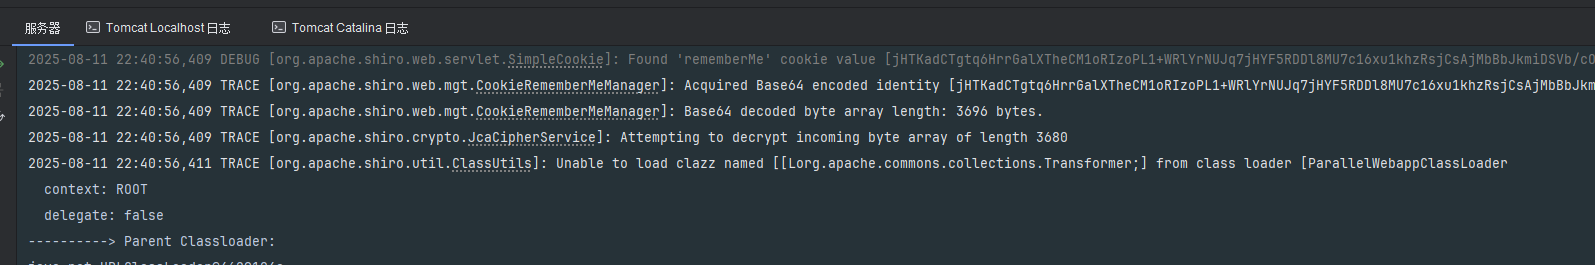 服务器 Tomcat Localhost 日志 Tomcat Catalina 日志
2025-08-11 22:40:56,409 DEBUG [org.apache.shiro.web.servlet.SimpleCookie]: Found 'rememberMe' cookie value [jHTKadCTgtq6HrrGalXTheCM1oRIzoPL1+WRlYrNUJq7jHYF5RDDl8MU7c16xu1khzRsjCsAjMbBbJkmiDSVb/cO
2025-08-11 22:40:56,409 TRACE [org.apache.shiro.web.mgt.CookieRememberMeManager]: Acquired Base64 encoded identity [jHTKadCTgtq6HrrGalXTheCM1oRIzoPL1+WRlYrNUJq7jHYF5RDDl8MU7c16xu1khzRsjCsAjMbBbJkm
2025-08-11 22:40:56,409 TRACE [org.apache.shiro.web.mgt.CookieRememberMeManager]: Base64 decoded byte array length: 3696 bytes.
2025-08-11 22:40:56,409 TRACE [org.apache.shiro.crypto.JcaCipherService]: Attempting to decrypt incoming byte array of length 3680
2025-08-11 22:40:56,411 TRACE [org.apache.shiro.util.ClassUtils]: Unable to load clazz named [[Lorg.apache.commons.collections.Transformer;] from class loader [ParallelWebappClassLoader
context: ROOT
delegate: false
----------> Parent Classloader: